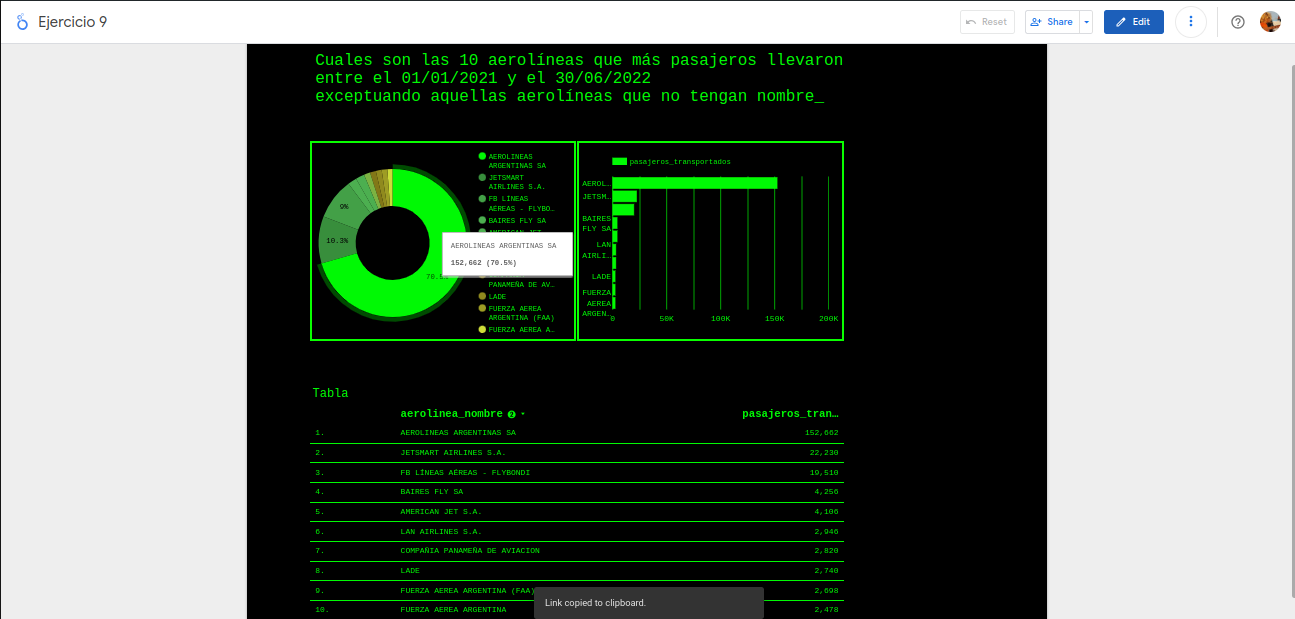 Ejercicio 9
Reset
Share
Edit
Cuales son las 10 aerolíneas que más pasajeros llevaron
entre el 01/01/2021 y el 30/06/2022
exceptuando aquellas aerolíneas que no tengan nombre_
9%
10.3%
70.5%
AEROLINEAS
ARGENTINAS SA
JETSMART
AIRLINES S.A.
FB LÍNEAS
AÉREAS - FLYBO…
BAIRES FLY SA
AMERICAN JET
AEROLINEAS ARGENTINAS SA
152,662 (70.5%)
PANAMEÑA DE AV…
LADE
FUERZA AEREA
ARGENTINA (FAA)
FUERZA AEREA A…
pasajeros_transportados
AEROL…
JETSM…
BAIRES
FLY SA
LAN
AIRLI…
LADE
FUERZA
AEREA
ARGEN…
0 50K 100K 150K 200K
Tabla
aerolinea_nombre pasajeros_tran…
1. AEROLINEAS ARGENTINAS SA 152,662
2. JETSMART AIRLINES S.A. 22,230
3. FB LÍNEAS AÉREAS - FLYBONDI 19,510
4. BAIRES FLY SA 4,256
5. AMERICAN JET S.A. 4,106
6. LAN AIRLINES S.A. 2,946
7. COMPAÑIA PANAMEÑA DE AVIACION 2,820
8. LADE 2,740
9. FUERZA AEREA ARGENTINA (FAA) 2,698
10. FUERZA AEREA ARGENTINA 2,478
Link copied to clipboard.